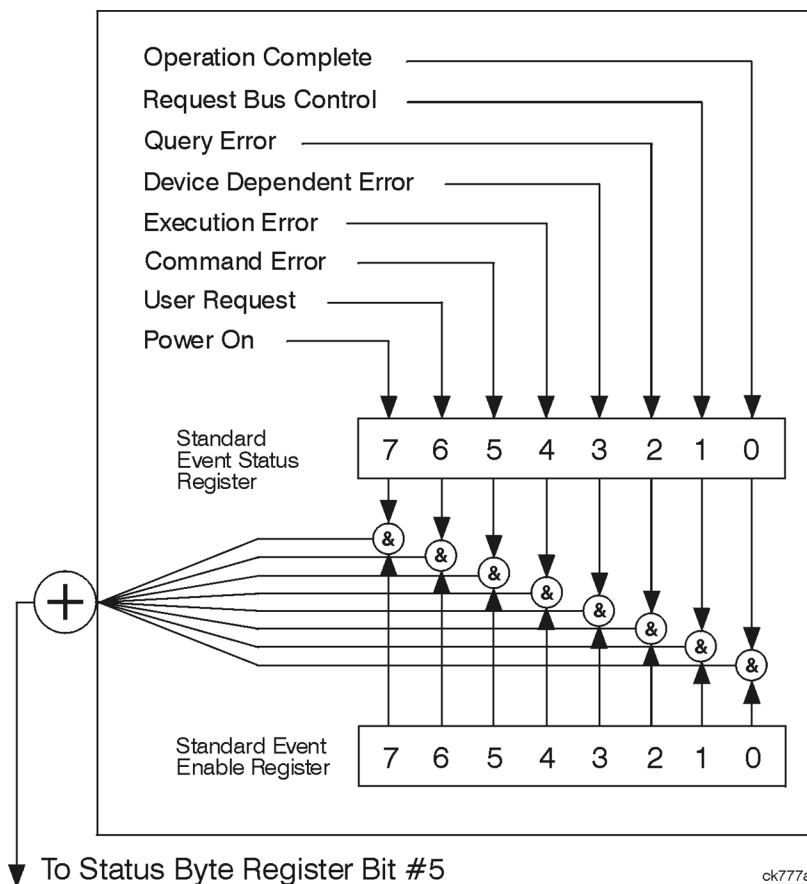 Operation Complete
Request Bus Control
Query Error
Device Dependent Error
Execution Error
Command Error
User Request
Power On
Standard
Event Status
Register
7 6 5 4 3 2 1 0
&
&
&
&
&
&
&
&
+
Standard Event
Enable Register
7 6 5 4 3 2 1 0
To Status Byte Register Bit #5
ck777a